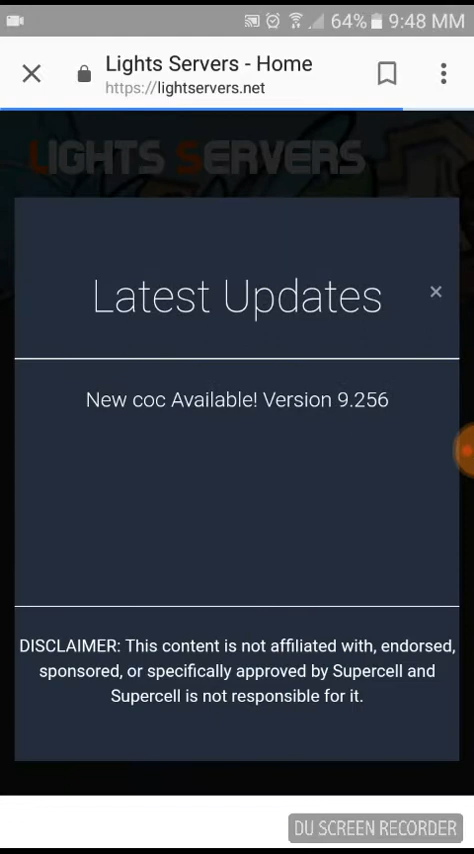 64% 9:48 MM
Lights Servers - Home
https://lightservers.net
LIGHTS SERVERS
Latest Updates
×
New coc Available! Version 9.256
DISCLAIMER: This content is not affiliated with, endorsed,
sponsored, or specifically approved by Supercell and
Supercell is not responsible for it.
DU SCREEN RECORDER